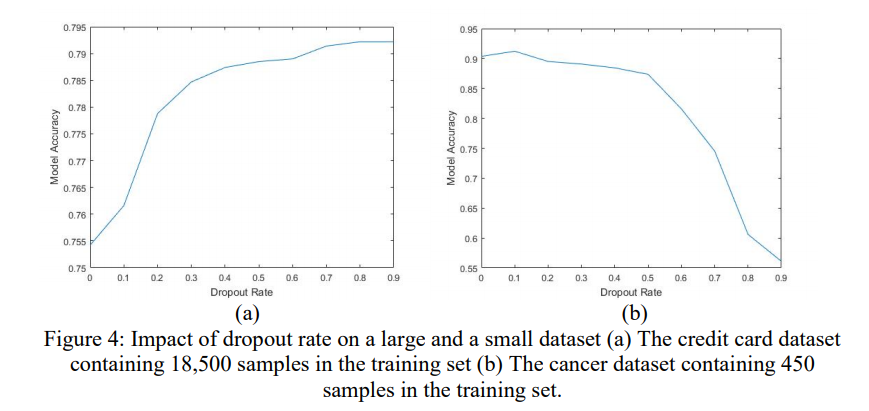 0.795
0.79
0.785
0.78
0.775
0.77
0.765
0.76
0.755
0.75
Model Accuracy
0 0.1 0.2 0.3 0.4 0.5 0.6 0.7 0.8 0.9
Dropout Rate
(a)
0.95
0.9
0.85
0.8
0.75
0.7
0.65
0.6
0.55
Model Accuracy
0 0.1 0.2 0.3 0.4 0.5 0.6 0.7 0.8 0.9
Dropout Rate
(b)
Figure 4: Impact of dropout rate on a large and a small dataset (a) The credit card dataset
containing 18,500 samples in the training set (b) The cancer dataset containing 450
samples in the training set.